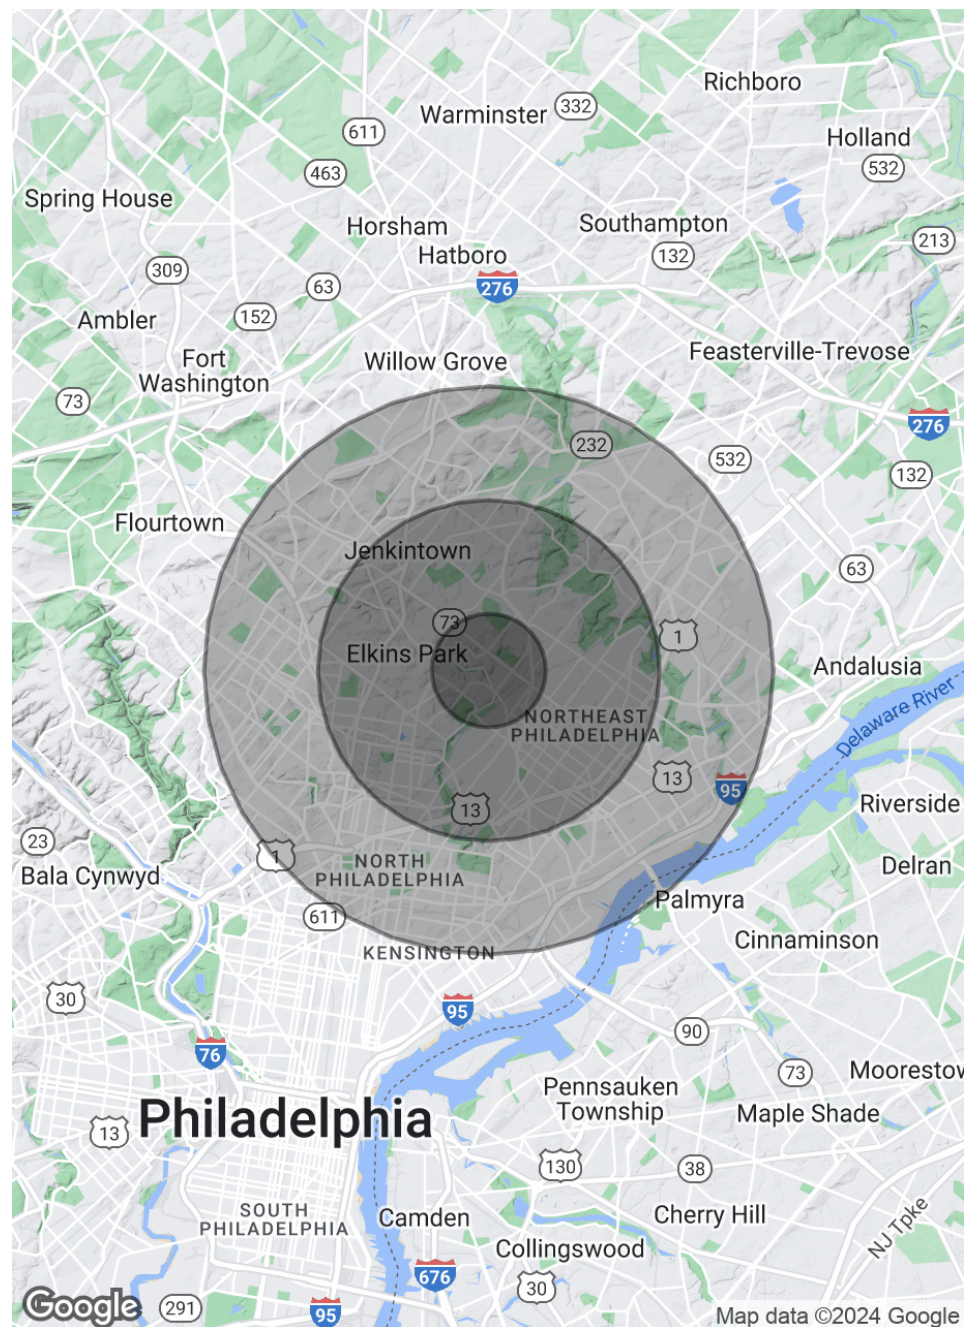 Richboro
332
Warminster
611
Holland
532
463
Spring House
Southampton
Horsham
213
132
Hatboro
309
63
276
152
Ambler
Feasterville-Trevose
Fort
Washington
Willow Grove
73
276
232
532
132
Flourtown
Jenkintown
63
73
1
Elkins Park
Andalusia
Delaware River
NORTHEAST
PHILADELPHIA
13
95
13
Riverside
23
1
NORTH
PHILADELPHIA
Delran
Bala Cynwyd
Palmyra
611
Cinnaminson
KENSINGTON
30
95
90
76
73
Moorestow
Pennsauken
Township
Maple Shade
Philadelphia
13
130
38
SOUTH
PHILADELPHIA
Camden
Cherry Hill
NJ Tpke
Collingswood
676
30
Google
291
95
Map data ©2024 Google